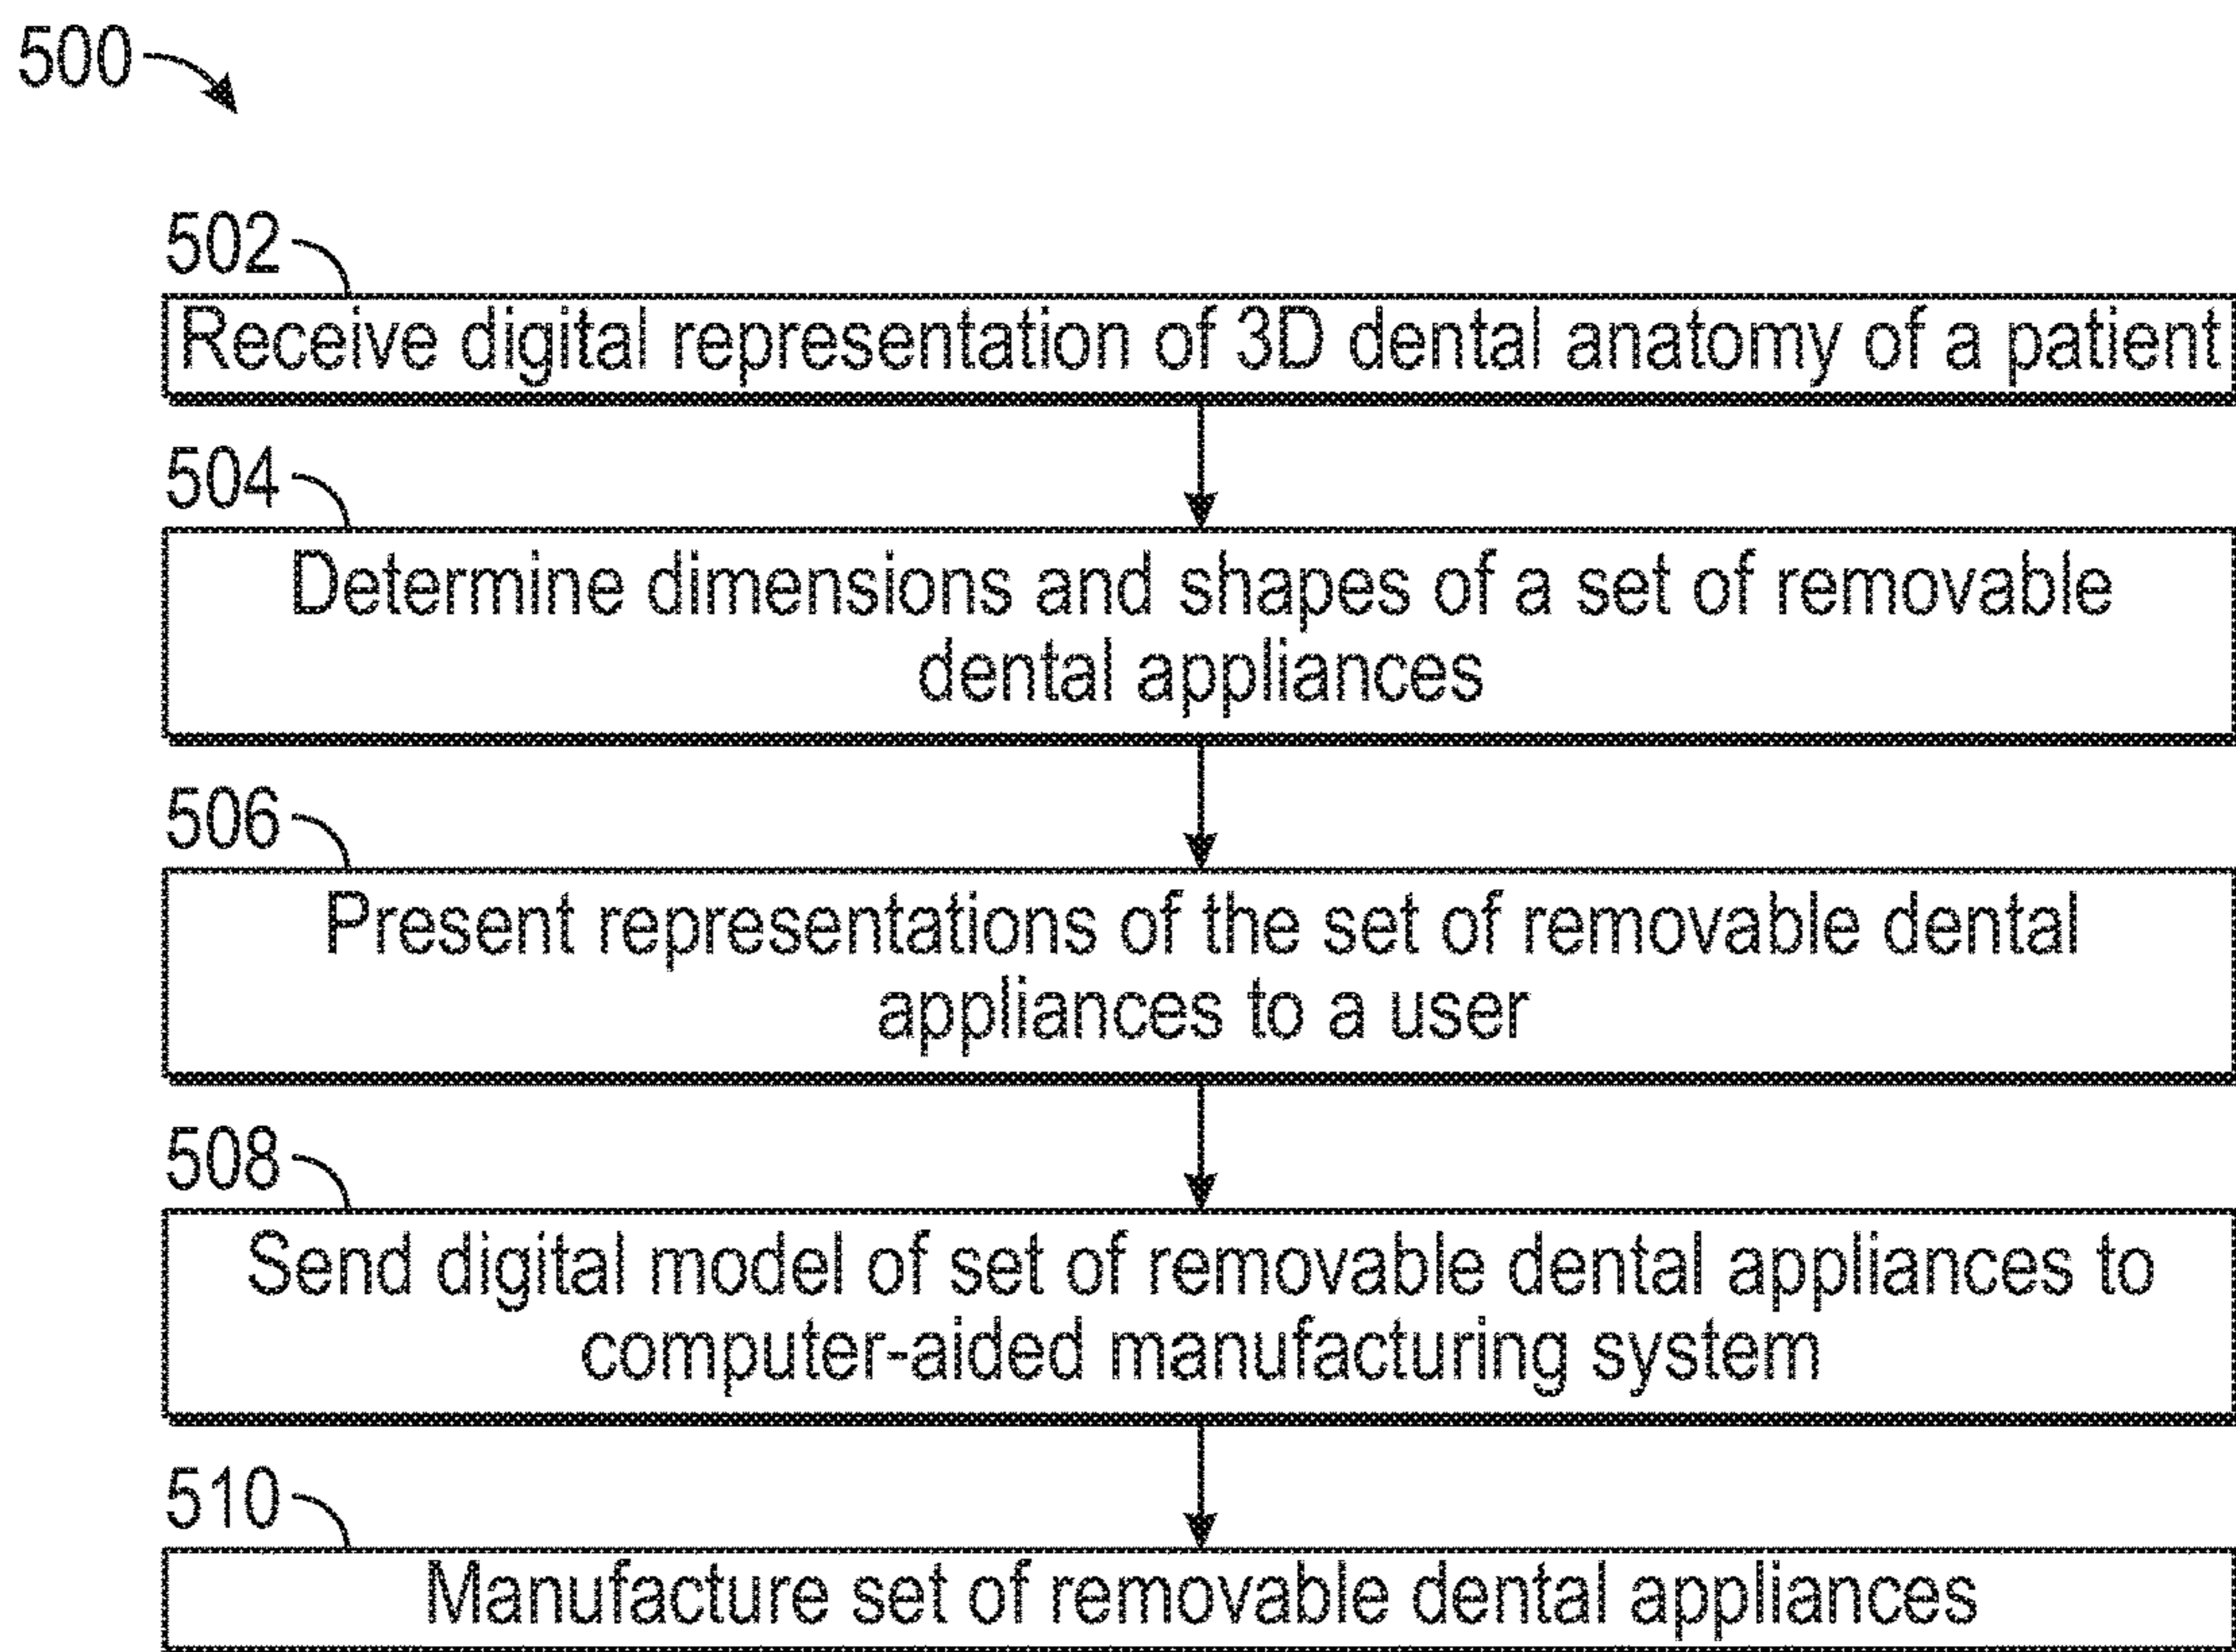 500
502
Receive digital representation of 3D dental anatomy of a patient
504
Determine dimensions and shapes of a set of removable
dental appliances
506
Present representations of the set of removable dental
appliances to a user
508
Send digital model of set of removable dental appliances to
computer-aided manufacturing system
510
Manufacture set of removable dental appliances